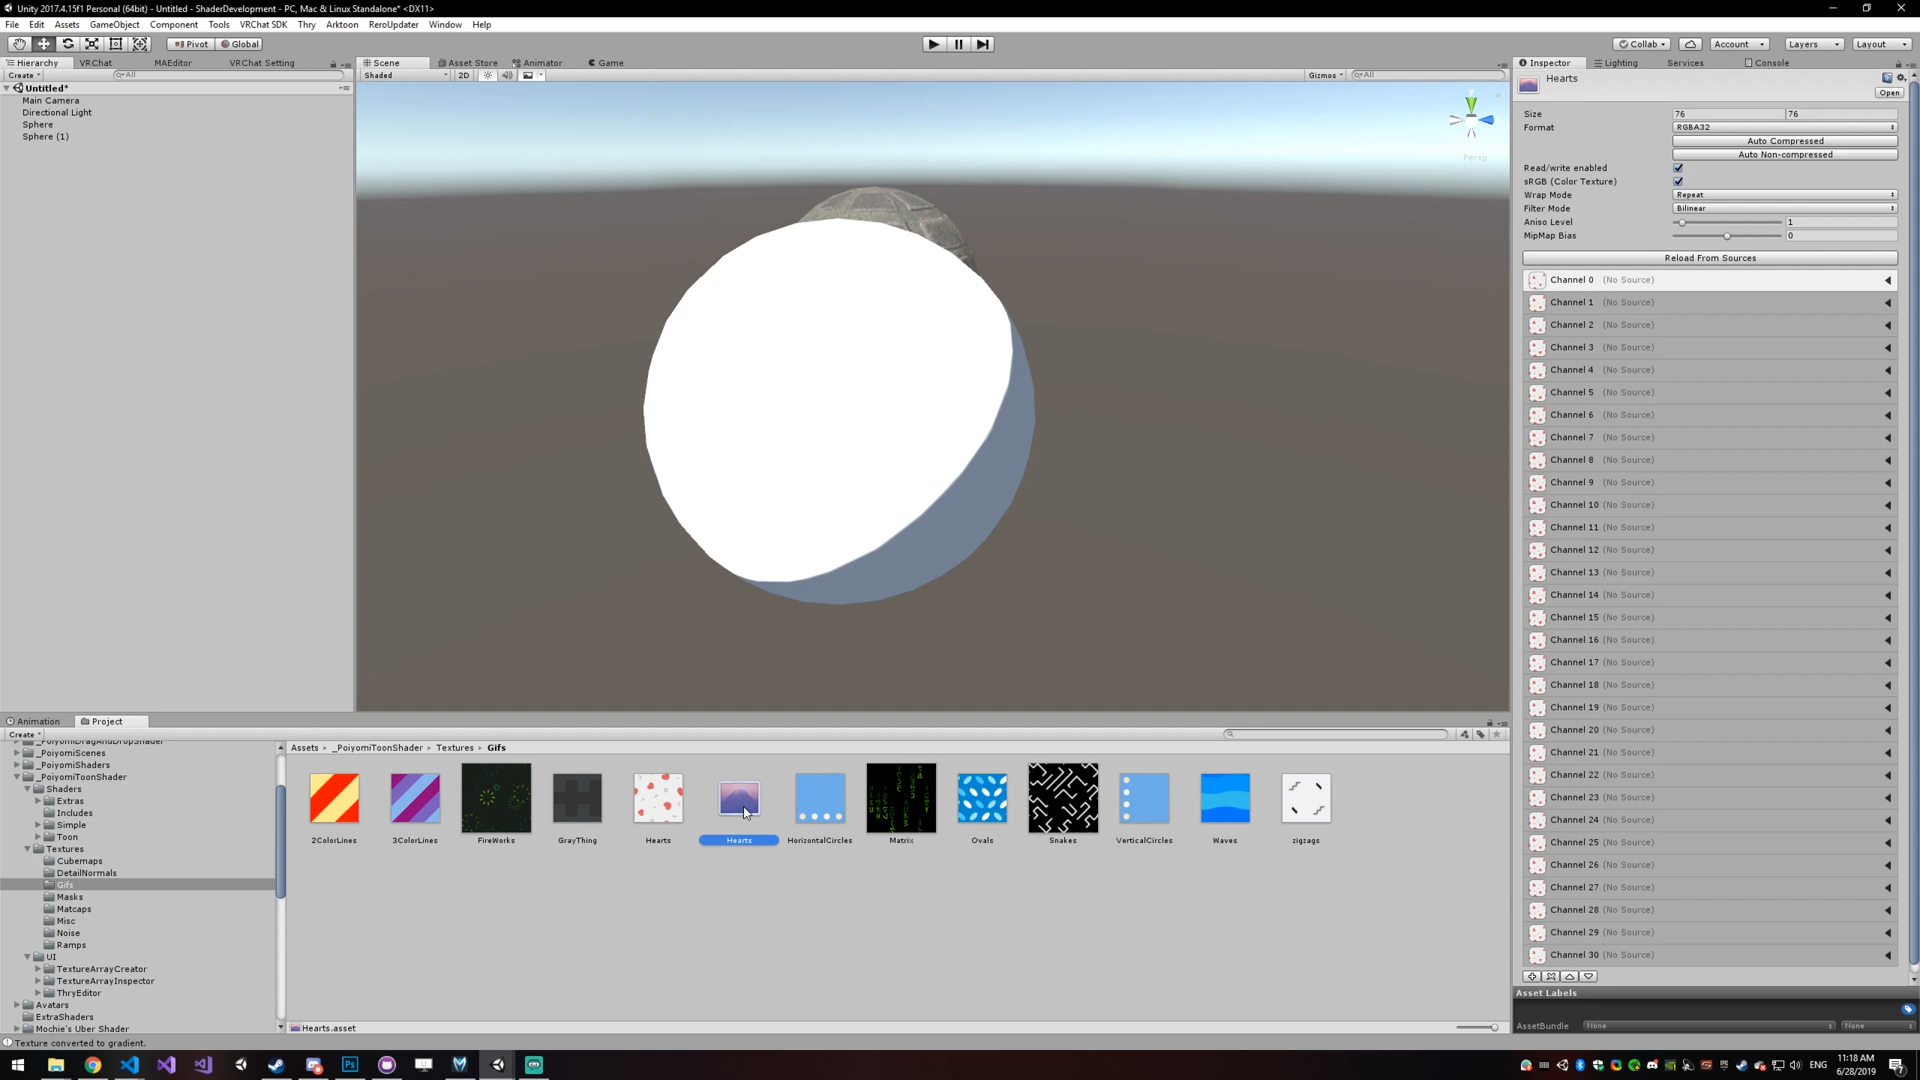 Unity 2017.4.15f1 Personal (64bit) - Untitled - ShaderDevelopment - PC, Mac & Linux Standalone* <DX11>
File Edit Assets GameObject Component Tools VRChat SDK Thry Arktoon ReroUpdater Window Help
Pivot Global Collab Account Layers Layout
Hierarchy VRChat MAEditor VRChat Setting Scene Asset Store Animator Game Inspector Lighting Services Console
Create All Shaded 2D Gizmos All Hearts
Open
Untitled*
Main Camera
Directional Light
Sphere
Sphere (1)
Persp
Size 76 76
Format RGBA32
Auto Compressed
Auto Non-compressed
Read/write enabled
sRGB (Color Texture)
Wrap Mode Repeat
Filter Mode Bilinear
Aniso Level 1
MipMap Bias 0
Reload From Sources
Channel 0 (No Source)
Channel 1 (No Source)
Channel 2 (No Source)
Channel 3 (No Source)
Channel 4 (No Source)
Channel 5 (No Source)
Channel 6 (No Source)
Channel 7 (No Source)
Channel 8 (No Source)
Channel 9 (No Source)
Channel 10 (No Source)
Channel 11 (No Source)
Channel 12 (No Source)
Channel 13 (No Source)
Channel 14 (No Source)
Channel 15 (No Source)
Channel 16 (No Source)
Channel 17 (No Source)
Channel 18 (No Source)
Channel 19 (No Source)
Channel 20 (No Source)
Channel 21 (No Source)
Channel 22 (No Source)
Channel 23 (No Source)
Channel 24 (No Source)
Channel 25 (No Source)
Channel 26 (No Source)
Channel 27 (No Source)
Channel 28 (No Source)
Channel 29 (No Source)
Channel 30 (No Source)
Asset Labels
AssetBundle None None
Animation Project
Create
_PoiyomiScenes
_PoiyomiShaders
_PoiyomiToonShader
Shaders
Extras
Includes
Simple
Toon
Textures
Cubemaps
DetailNormals
Gifs
Masks
Matcaps
Misc
Noise
Ramps
UI
TextureArrayCreator
TextureArrayInspector
ThryEditor
Avatars
ExtraShaders
Mochie's Uber Shader
Assets _PoiyomiToonShader Textures Gifs
2ColorLines 3ColorLines FireWorks GrayThing Hearts Hearts HorizontalCircles Matrix Ovals Snakes VerticalCircles Waves zigzags
Hearts.asset
Texture converted to gradient.
Ps
ENG
11:18 AM
6/28/2019